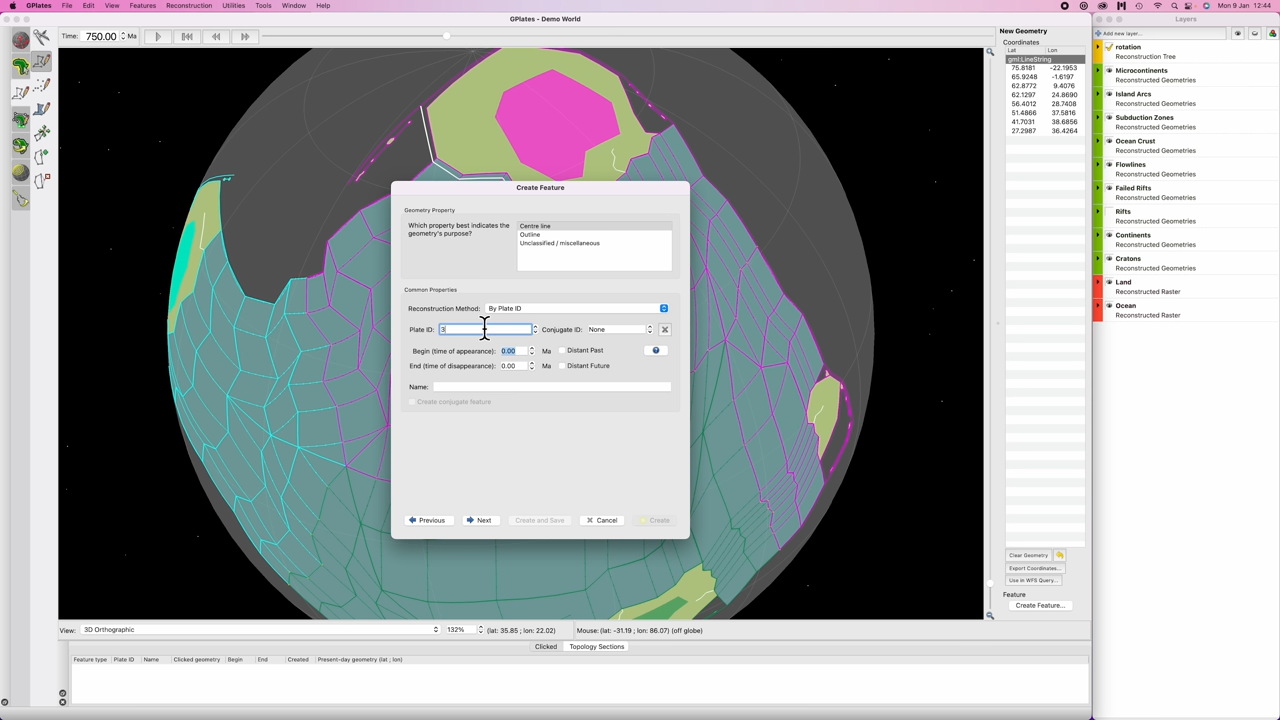 GPlates File Edit View Features Reconstruction Utilities Tools Window Help Mon 9 Jan 12:44
GPlates - Demo World
Layers
Time: 750.00 Ma
New Geometry
Coordinates
Lat Lon
gml:LineString
75.8181 -22.1953
65.9248 -1.6197
62.8772 9.4076
62.1297 24.8690
56.4012 28.7408
51.4866 37.5816
41.7031 38.6856
27.2987 36.4264
Add new layer...
rotation
Reconstruction Tree
Microcontinents
Reconstructed Geometries
Island Arcs
Reconstructed Geometries
Subduction Zones
Reconstructed Geometries
Ocean Crust
Reconstructed Geometries
Flowlines
Reconstructed Geometries
Failed Rifts
Reconstructed Geometries
Rifts
Reconstructed Geometries
Continents
Reconstructed Geometries
Cratons
Reconstructed Geometries
Land
Reconstructed Raster
Ocean
Reconstructed Raster
Create Feature
Geometry Property
Which property best indicates the
geometry's purpose?
Centre line
Outline
Unclassified / miscellaneous
Common Properties
Reconstruction Method: By Plate ID
Plate ID: 3 Conjugate ID: None
Begin (time of appearance): 0.00 Ma Distant Past
End (time of disappearance): 0.00 Ma Distant Future
Name:
Create conjugate feature
Previous Next Create and Save Cancel Create
Clear Geometry
Export Coordinates...
Use in WFS Query...
Feature
Create Feature...
View: 3D Orthographic 132% (lat: 35.85 ; lon: 22.02) Mouse: (lat: -31.19 ; lon: 86.07) (off globe)
Clicked Topology Sections
Feature type Plate ID Name Clicked geometry Begin End Created Present-day geometry (lat ; lon)